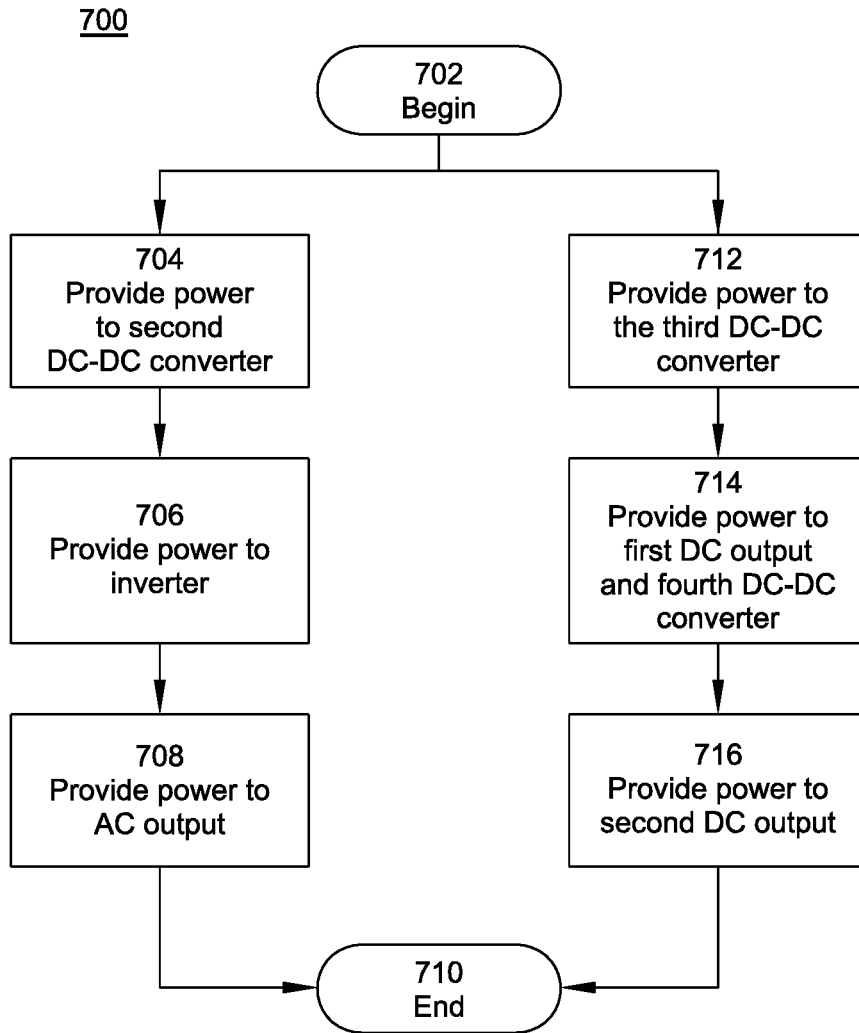 700
702
Begin
704
Provide power
to second
DC-DC converter
706
Provide power to
inverter
708
Provide power to
AC output
712
Provide power to
the third DC-DC
converter
714
Provide power to
first DC output
and fourth DC-DC
converter
716
Provide power to
second DC output
710
End